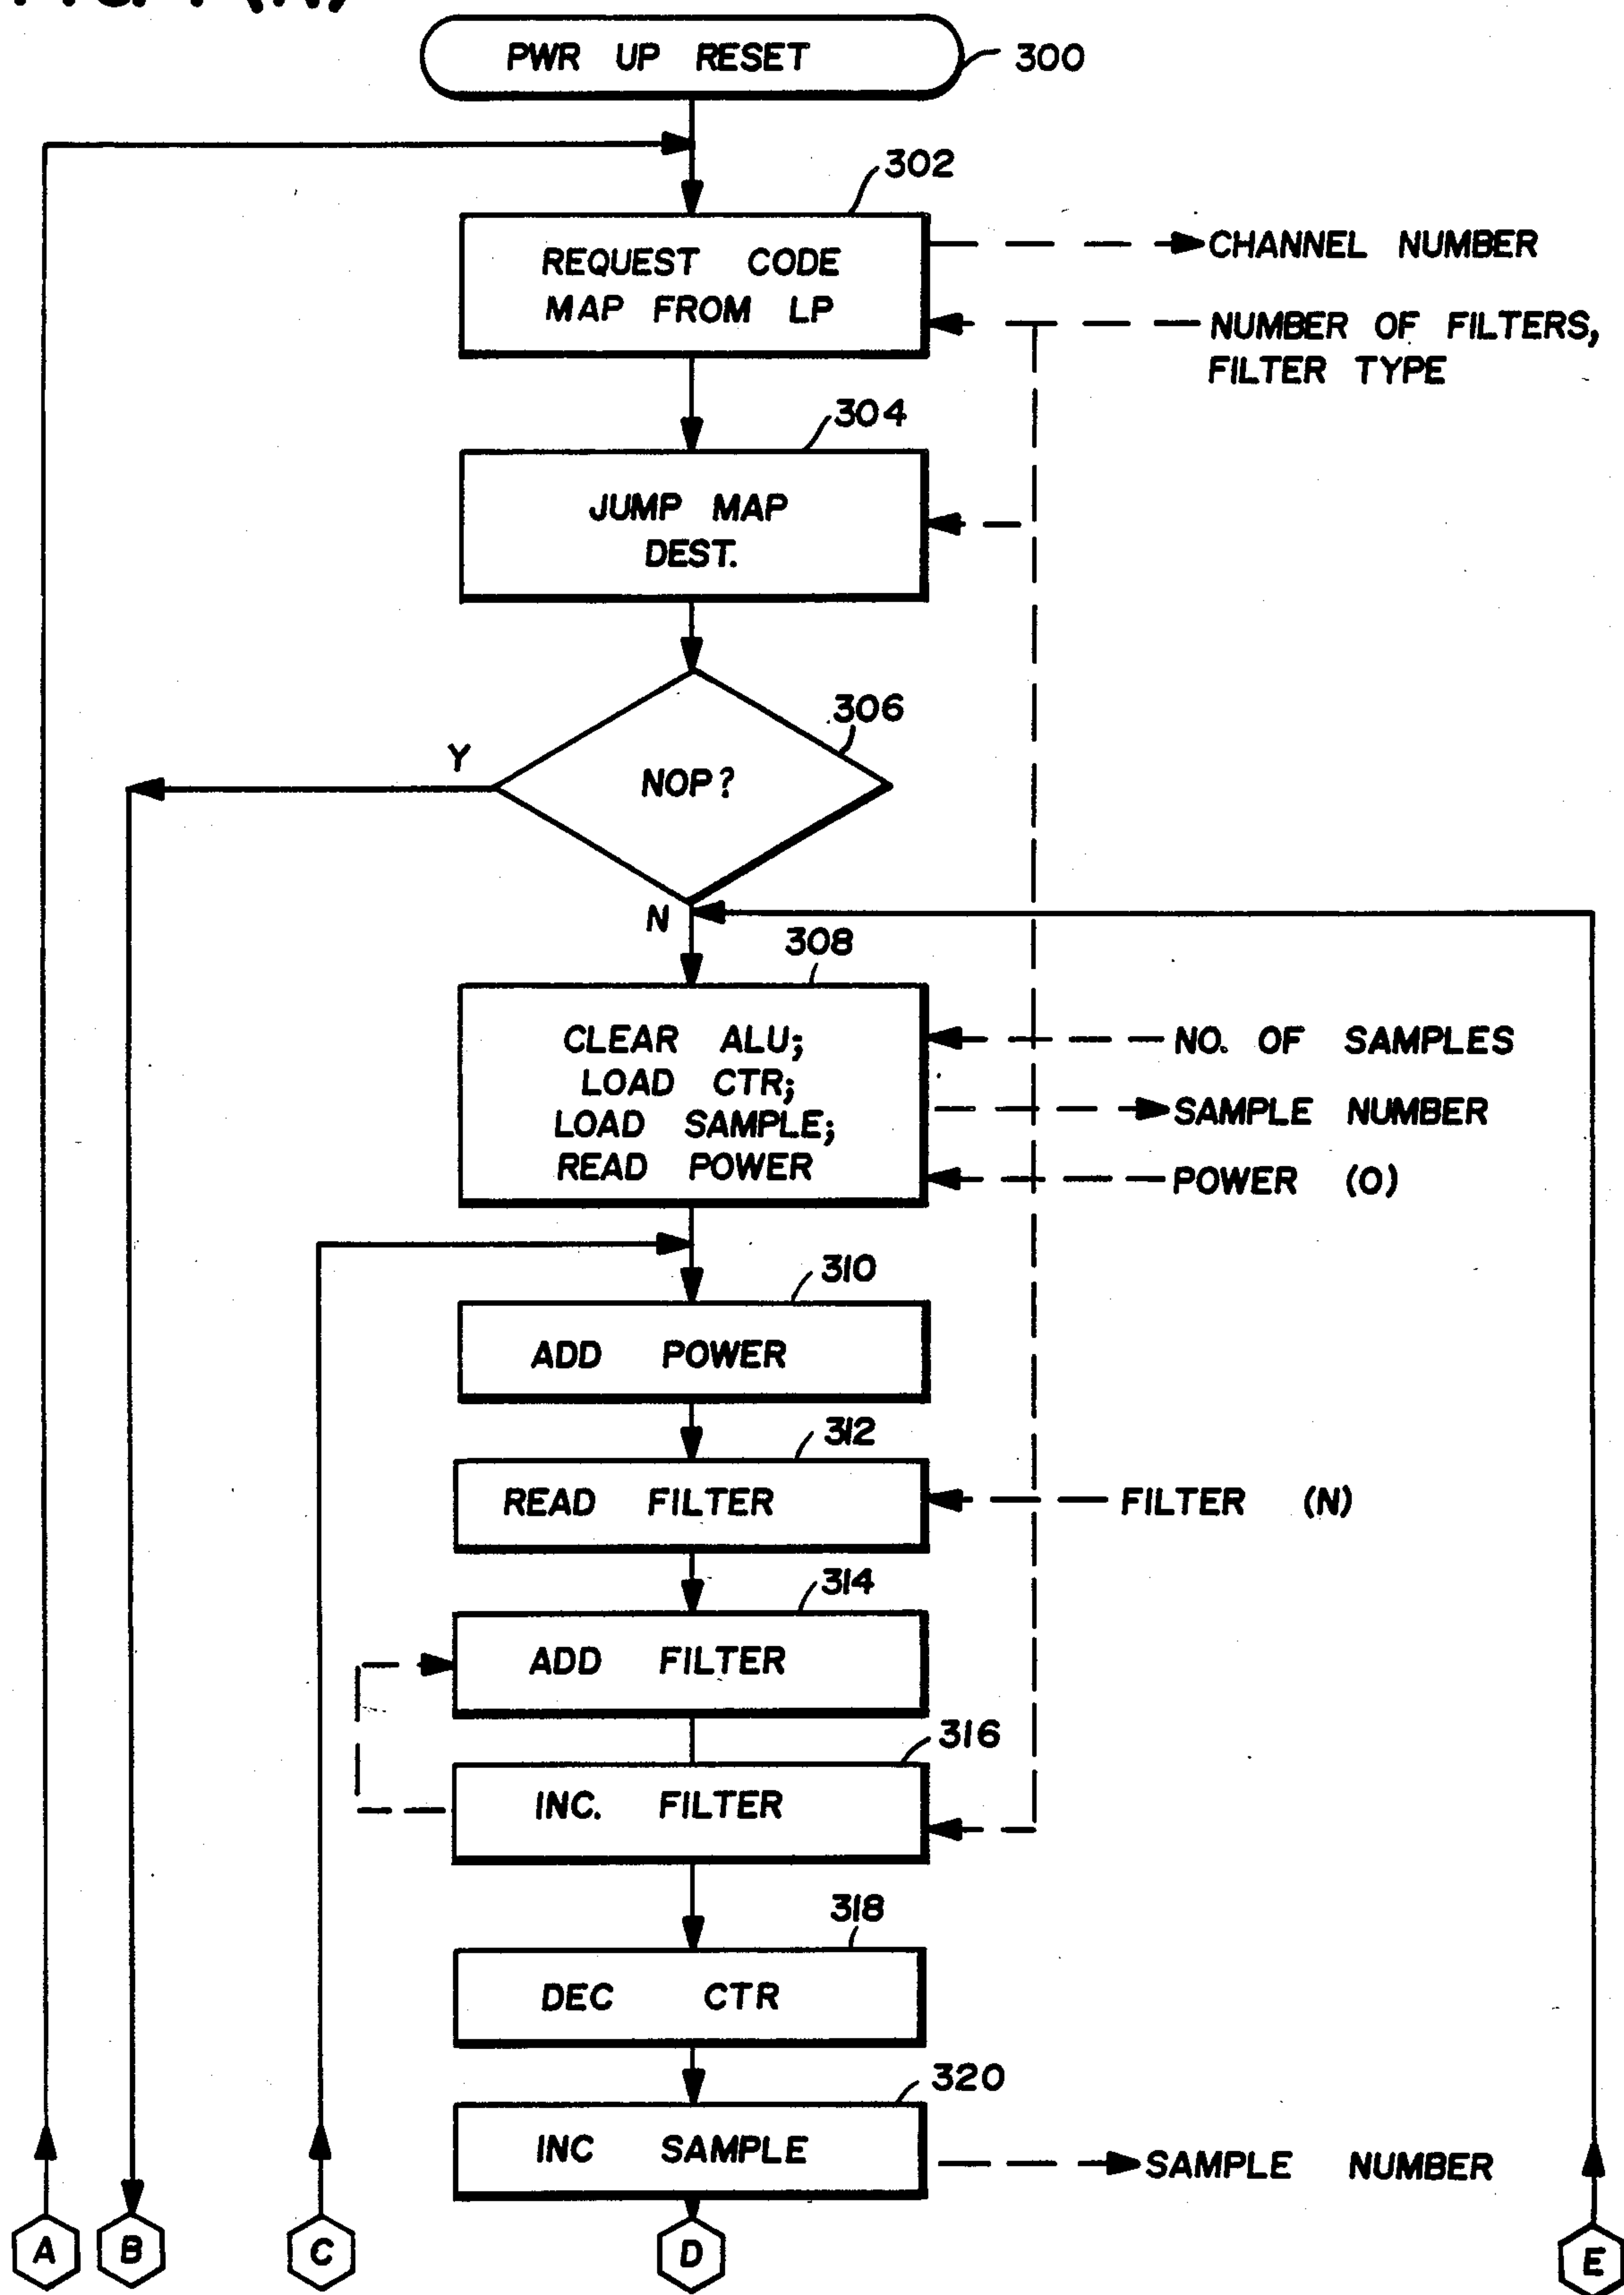 PWR UP RESET
300
302
REQUEST CODE
MAP FROM LP
CHANNEL NUMBER
NUMBER OF FILTERS,
FILTER TYPE
304
JUMP MAP
DEST.
306
NOP?
Y
N
308
CLEAR ALU;
LOAD CTR;
LOAD SAMPLE;
READ POWER
NO. OF SAMPLES
SAMPLE NUMBER
POWER (O)
310
ADD POWER
312
READ FILTER
FILTER (N)
314
ADD FILTER
316
INC. FILTER
318
DEC CTR
320
INC SAMPLE
SAMPLE NUMBER
A
B
C
D
E